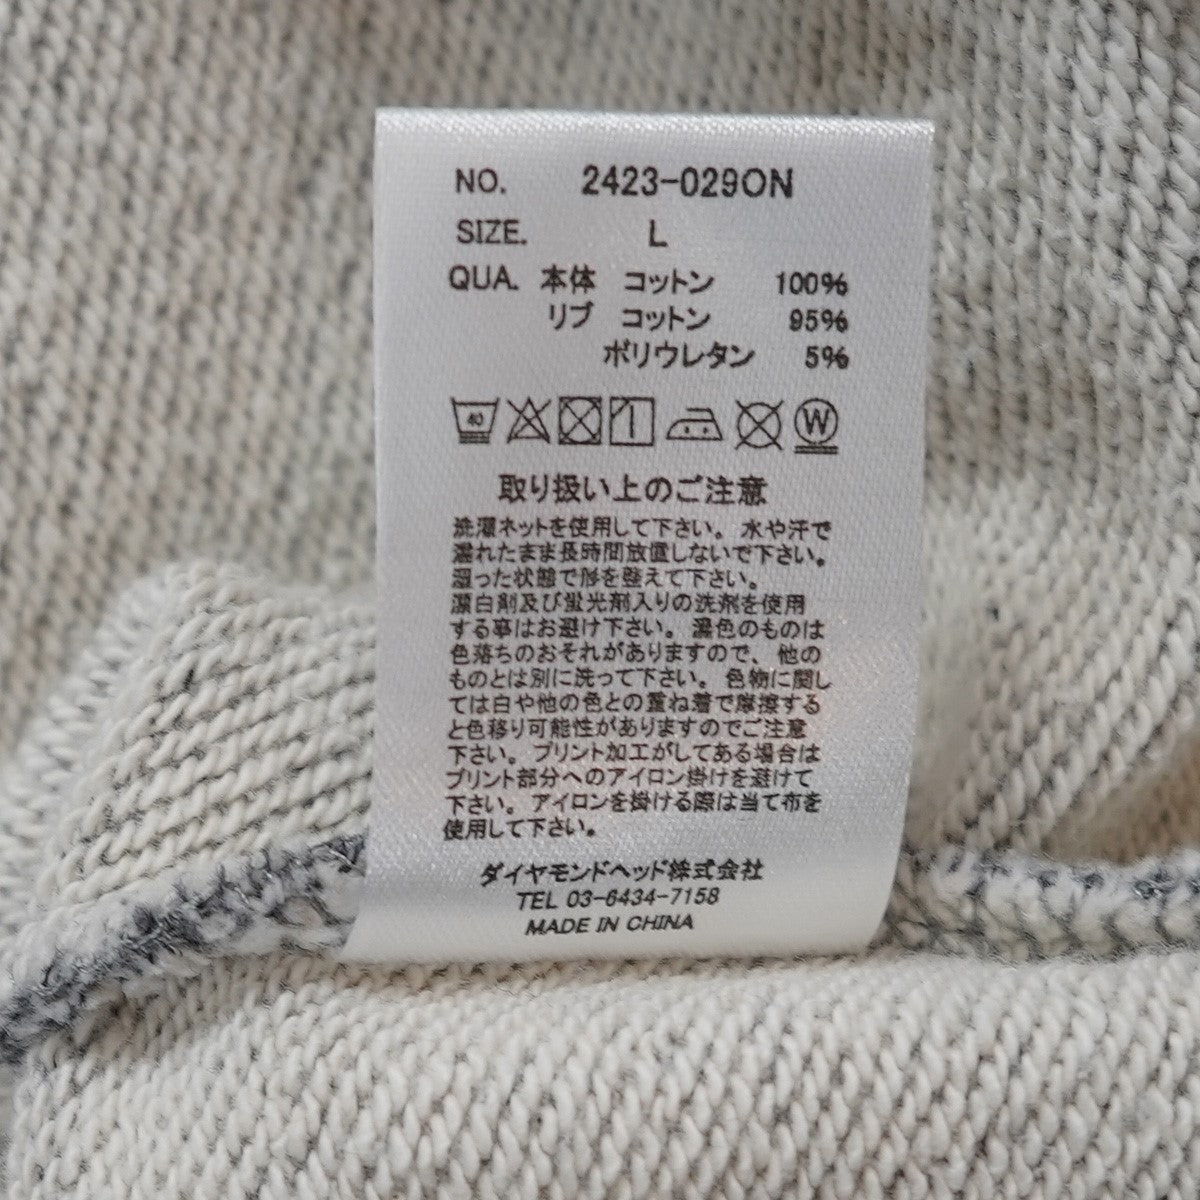 NO. 2423-029ON
SIZE. L
QUA. 本体 コットン 100%
リブ コットン 95%
ポリウレタン 5%
40 W
取り扱い上のご注意
洗濯ネットを使用して下さい。水や汗で
濡れたまま長時間放置しないで下さい。
湿った状態で形を整えて下さい。
漂白剤及び蛍光剤入りの洗剤を使用
する事はお避け下さい。濃色のものは
色落ちのおそれがありますので、他の
ものとは別に洗って下さい。色物に関し
ては白や他の色との重ね着で摩擦する
と色移り可能性がありますのでご注意
下さい。プリント加工がしてある場合は
プリント部分へのアイロン掛けを避けて
下さい。アイロンを掛ける際は当て布を
使用して下さい。
ダイヤモンドヘッド株式会社
TEL 03-6434-7158
MADE IN CHINA